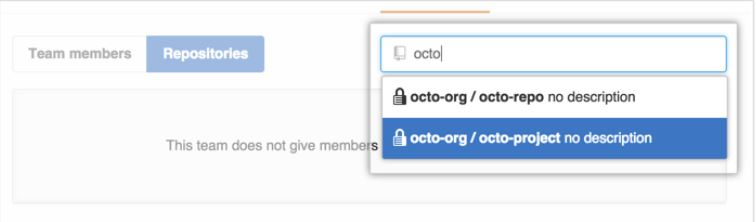 Team members
Repositories
octo
octo-org / octo-repo no description
octo-org / octo-project no description
This team does not give members